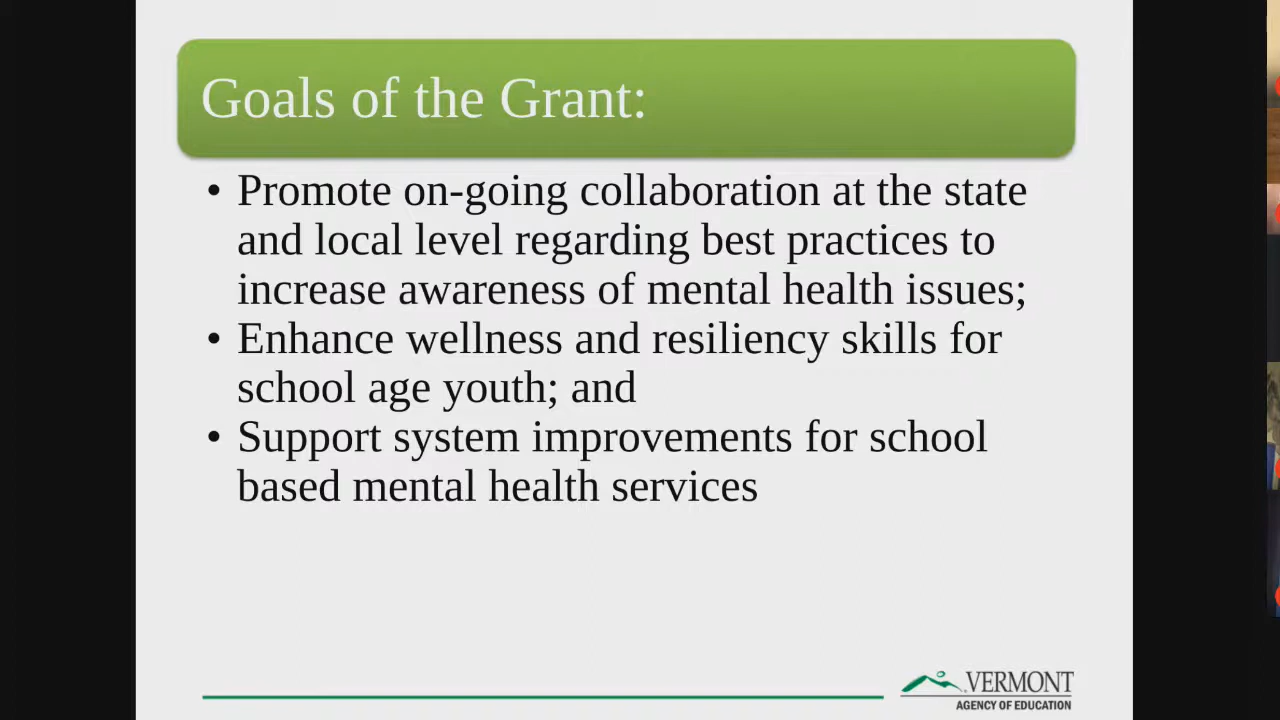 Goals of the Grant:
• Promote on-going collaboration at the state
and local level regarding best practices to
increase awareness of mental health issues;
• Enhance wellness and resiliency skills for
school age youth; and
• Support system improvements for school
based mental health services
VERMONT
AGENCY OF EDUCATION